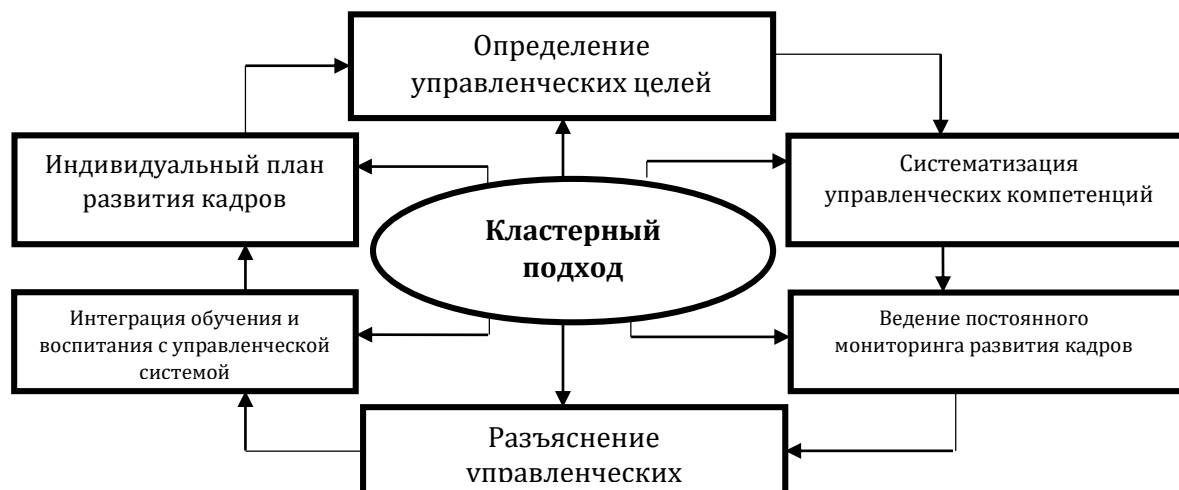 Определение
управленческих целей
Индивидуальный план
развития кадров
Систематизация
управленческих компетенций
Кластерный
подход
Интеграция обучения и
воспитания с управленческой
системой
Ведение постоянного
мониторинга развития кадров
Разъяснение
управленческих